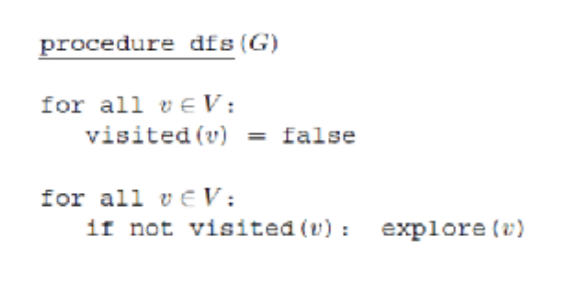 procedure dfs(G)
for all v ∈ V:
visited(v) = false
for all v ∈ V:
if not visited(v): explore(v)